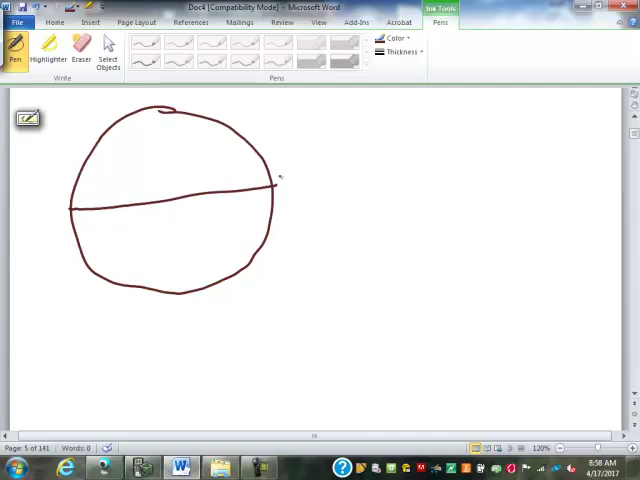 Doc4 [Compatibility Mode] - Microsoft Word
Ink Tools
File
Home
Insert
Page Layout
References
Mailings
Review
View
Add-Ins
Acrobat
Pens
Pen
Highlighter
Eraser
Select
Objects
Color
Thickness
Write
Pens
Page: 5 of 141
Words: 0
120%
8:58 AM
4/17/2017